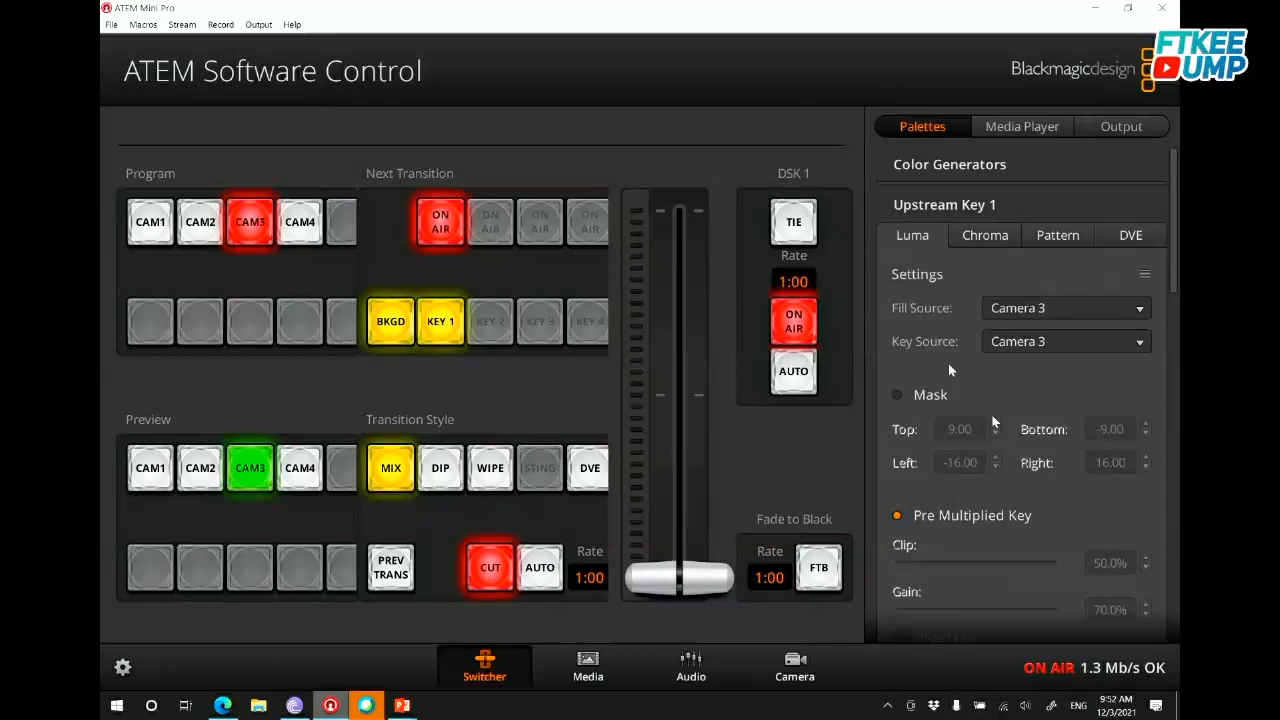 ATEM Mini Pro
File Macros Stream Record Output Help
FTKEE
PUMP
ATEM Software Control
Blackmagicdesign
Palettes Media Player Output
Color Generators
Program Next Transition DSK 1
Upstream Key 1
CAM1 CAM2 CAM3 CAM4 ON AIR ON AIR ON AIR ON AIR TIE
Luma Chroma Pattern DVE
Rate
Settings
1:00
Fill Source: Camera 3
BKGD KEY 1 KEY 2 KEY 3 KEY 4 ON AIR
Key Source: Camera 3
AUTO
Mask
Preview Transition Style
Top: 9.00 Bottom: -9.00
CAM1 CAM2 CAM3 CAM4 MIX DIP WIPE STING DVE
Left: -16.00 Right: 16.00
Fade to Black
Pre Multiplied Key
Rate Rate
Clip:
PREV TRANS CUT AUTO 1:00 1:00 FTB
50.0%
Gain:
70.0%
Switcher Media Audio Camera
ON AIR 1.3 Mb/s OK
ENG
9:52 AM
12/3/2021